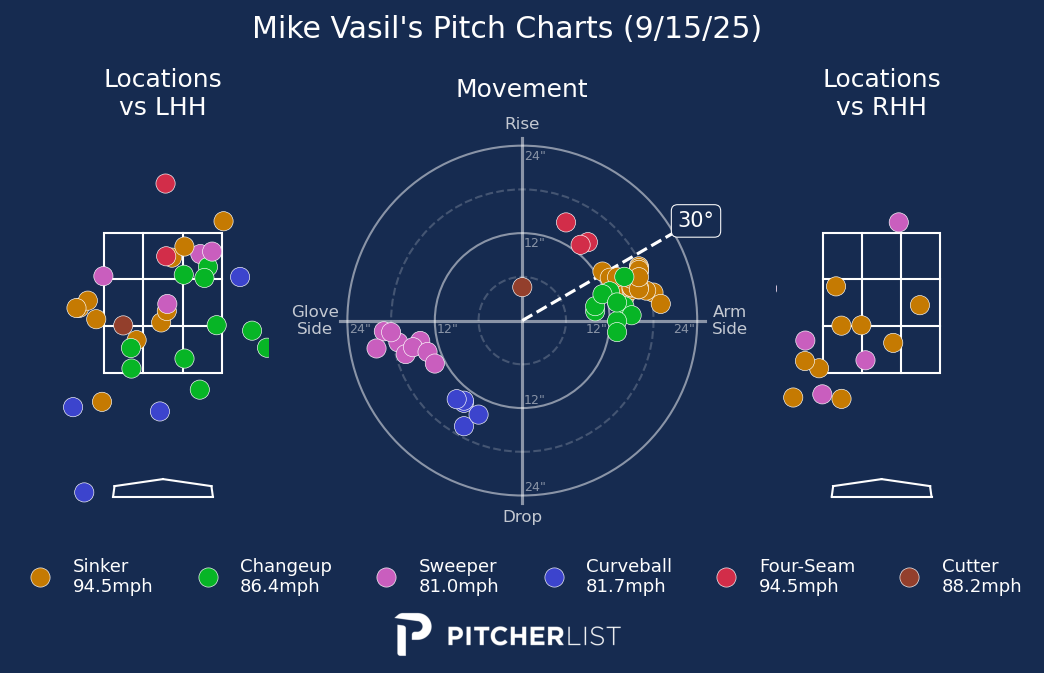 Mike Vasil's Pitch Charts (9/15/25)
Locations
vs LHH
Movement
Locations
vs RHH
Rise
24"
12"
30°
Glove
Side
24"
12"
12"
24"
Arm
Side
12"
24"
Drop
Sinker
94.5mph
Changeup
86.4mph
Sweeper
81.0mph
Curveball
81.7mph
Four-Seam
94.5mph
Cutter
88.2mph
PITCHERLIST